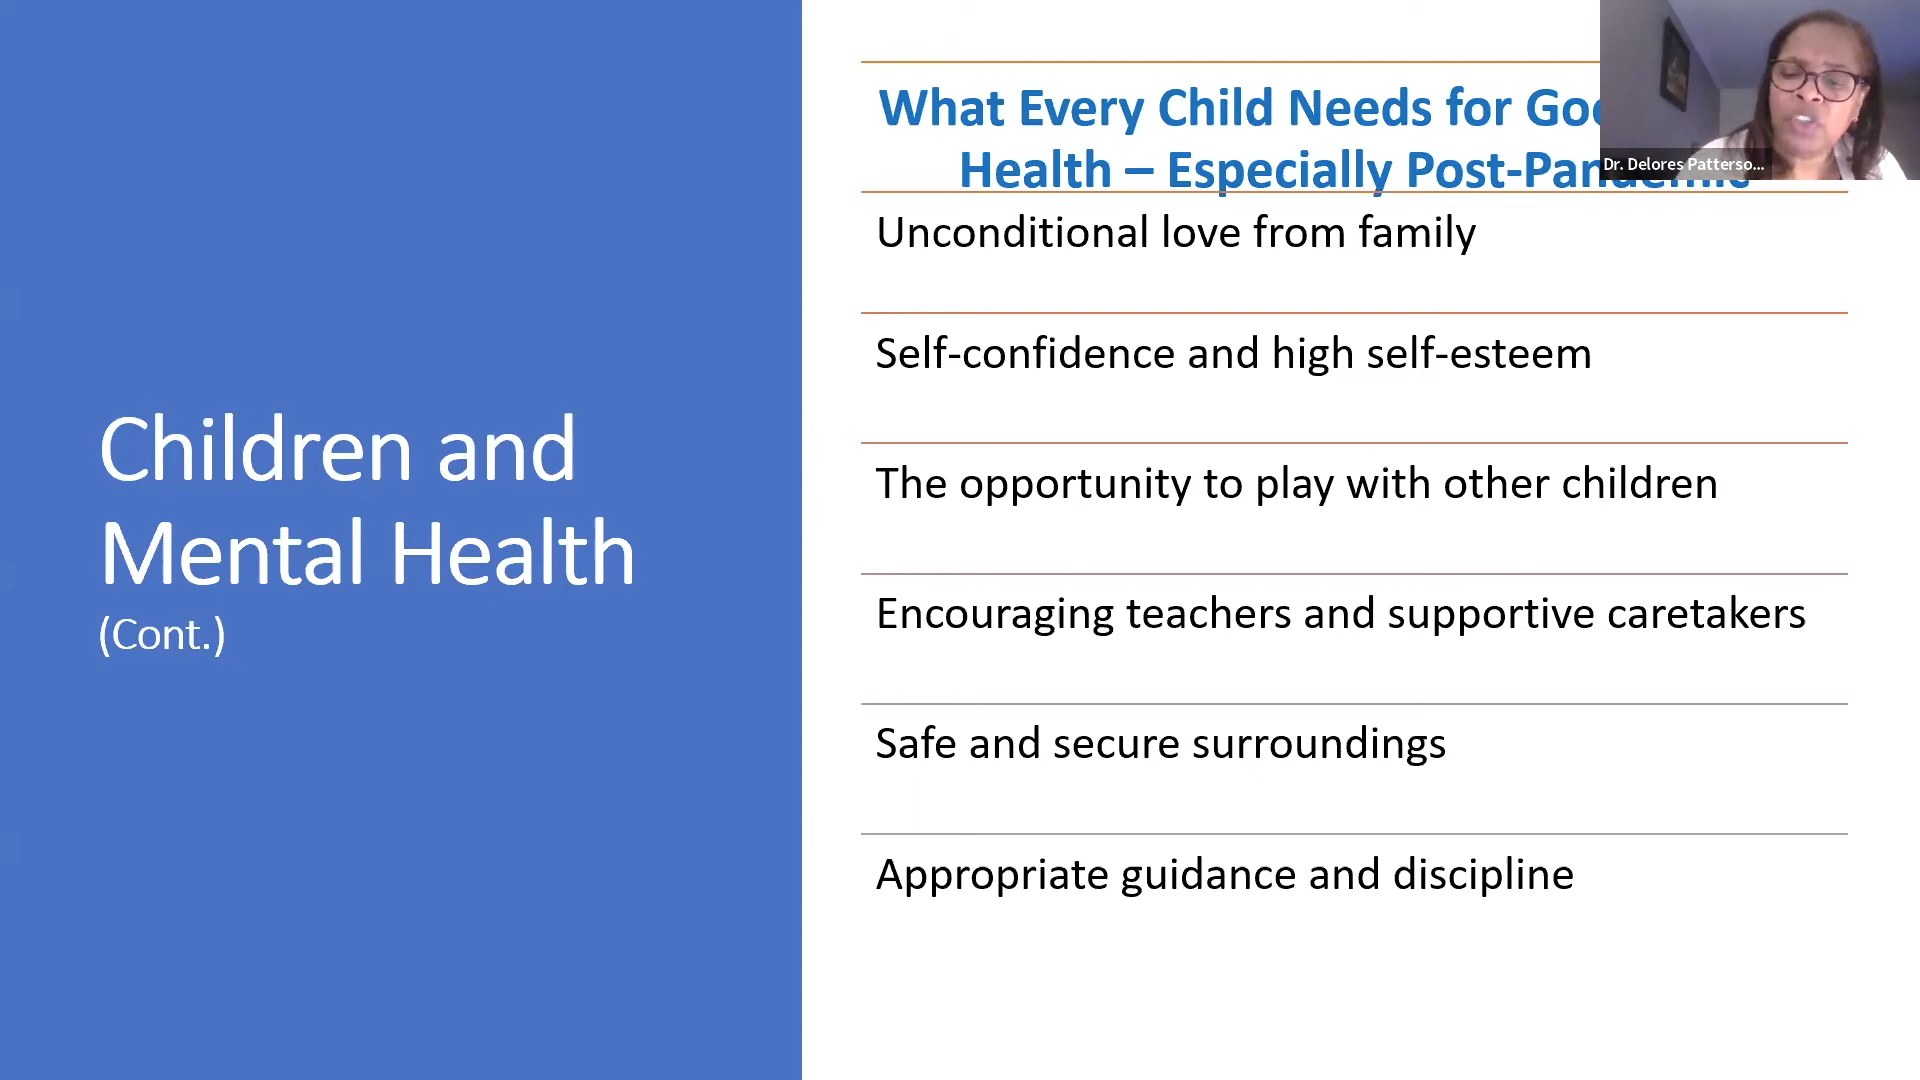 Children and
Mental Health
(Cont.)
What Every Child Needs for
Health – Especially Post-Pandemic
Unconditional love from family
Self-confidence and high self-esteem
The opportunity to play with other children
Encouraging teachers and supportive caretakers
Safe and secure surroundings
Appropriate guidance and discipline
Dr. Delores Patterso...